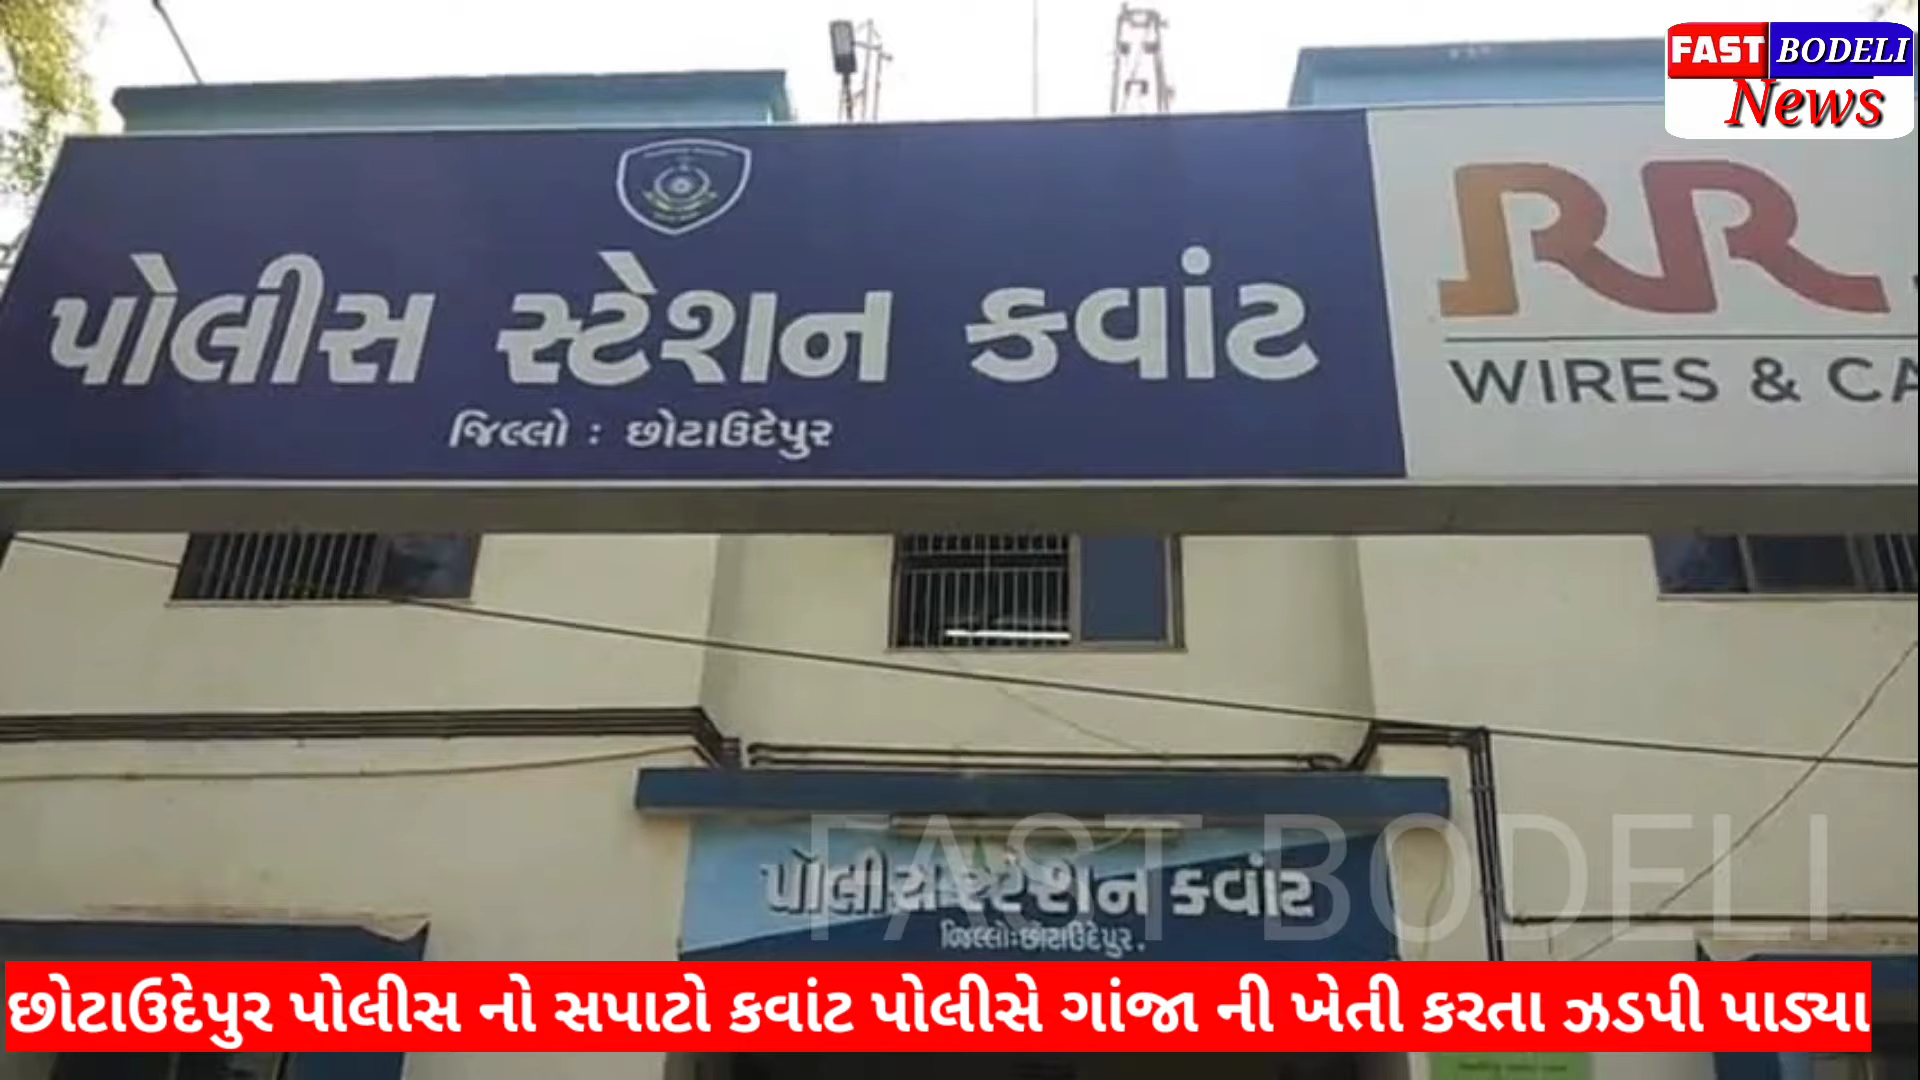 FAST BODELI
News
પોલીસ સ્ટેશન કવાંટ
જિલ્લો : છોટાઉદેપુર
RR
WIRES & CA
FAST BODELI
પોલીસ સ્ટેશન કવાંટ
જિલ્લો:છોટાઉદેપુર.
છોટાઉદેપુર પોલીસ નો સપાટો કવાંટ પોલીસે ગાંજા ની ખેતી કરતા ઝડપી પાડ્યા